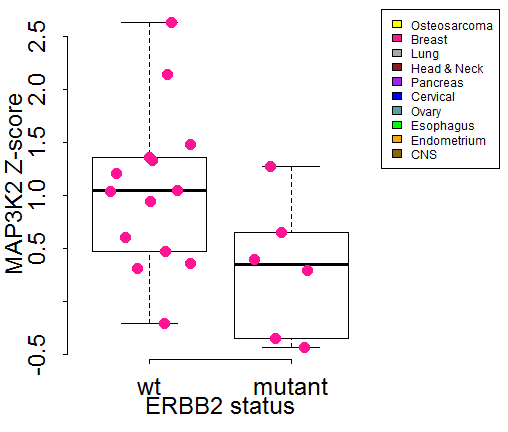 MAP3K2 Z-score
2.5
2.0
1.5
1.0
0.5
-0.5
wt mutant
ERBB2 status
Osteosarcoma
Breast
Lung
Head & Neck
Pancreas
Cervical
Ovary
Esophagus
Endometrium
CNS